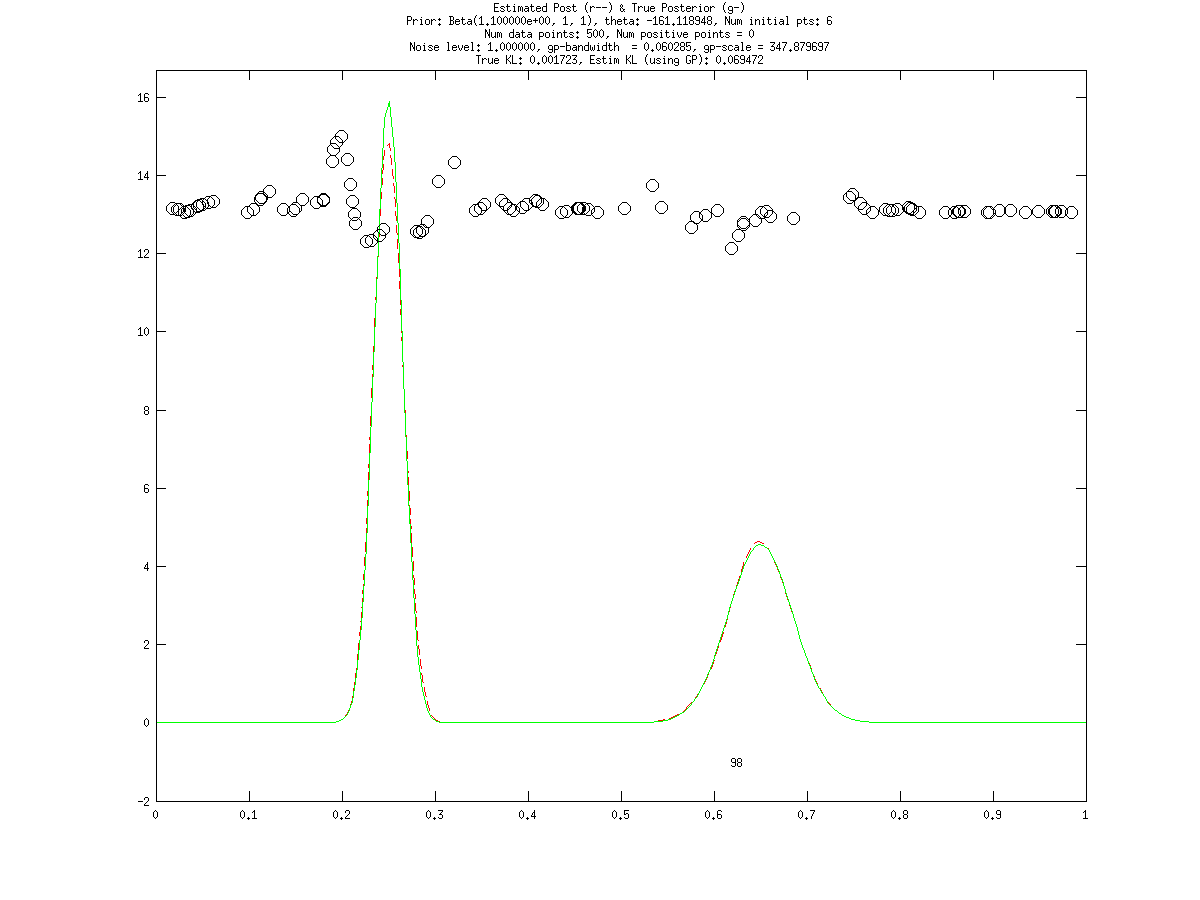 Estimated Post (r--) & True Posterior (g-)
Prior: Beta(1.100000e+00, 1, 1), theta: -161.118948, Num initial pts: 6
Num data points: 500, Num positive points = 0
Noise level: 1.000000, gp-bandwidth = 0.060285, gp-scale = 347.879697
True KL: 0.001723, Estim KL (using GP): 0.069472
16
14
12
10
8
6
4
2
0
98
-2
0 0.1 0.2 0.3 0.4 0.5 0.6 0.7 0.8 0.9 1